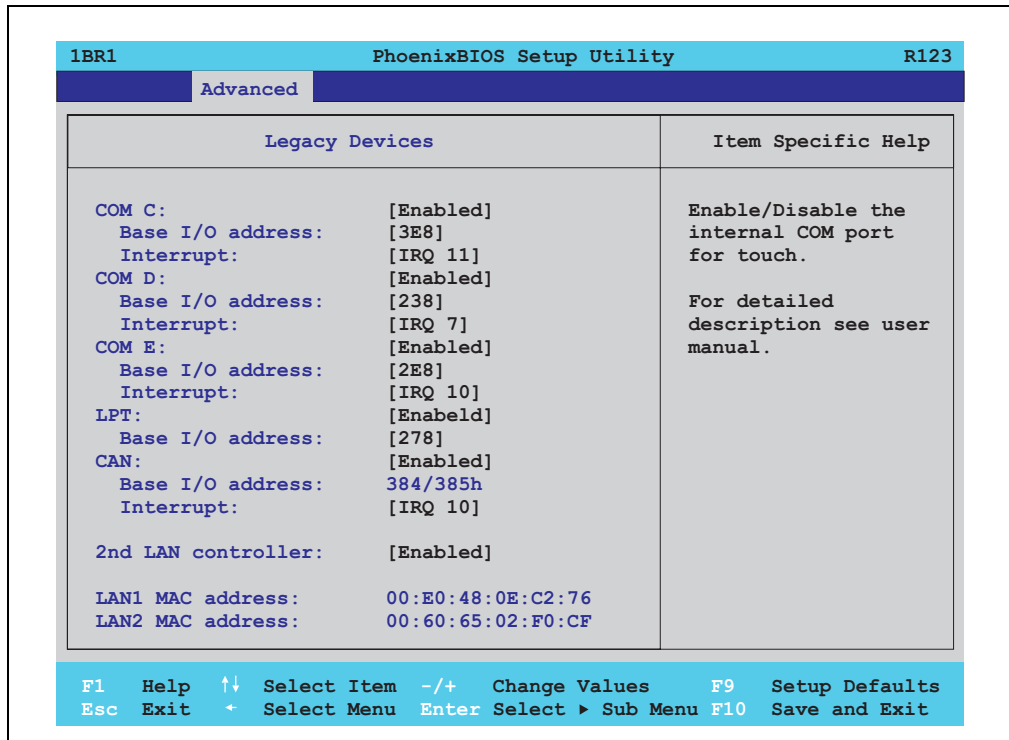 1BR1 PhoenixBIOS Setup Utility R123
Advanced
Legacy Devices Item Specific Help
COM C: [Enabled] Enable/Disable the
Base I/O address: [3E8] internal COM port
Interrupt: [IRQ 11] for touch.
COM D: [Enabled]
Base I/O address: [238] For detailed
Interrupt: [IRQ 7] description see user
COM E: [Enabled] manual.
Base I/O address: [2E8]
Interrupt: [IRQ 10]
LPT: [Enabeld]
Base I/O address: [278]
CAN: [Enabled]
Base I/O address: 384/385h
Interrupt: [IRQ 10]
2nd LAN controller: [Enabled]
LAN1 MAC address: 00:E0:48:0E:C2:76
LAN2 MAC address: 00:60:65:02:F0:CF
F1 Help ↑↓ Select Item -/+ Change Values F9 Setup Defaults
Esc Exit ← Select Menu Enter Select ▶ Sub Menu F10 Save and Exit